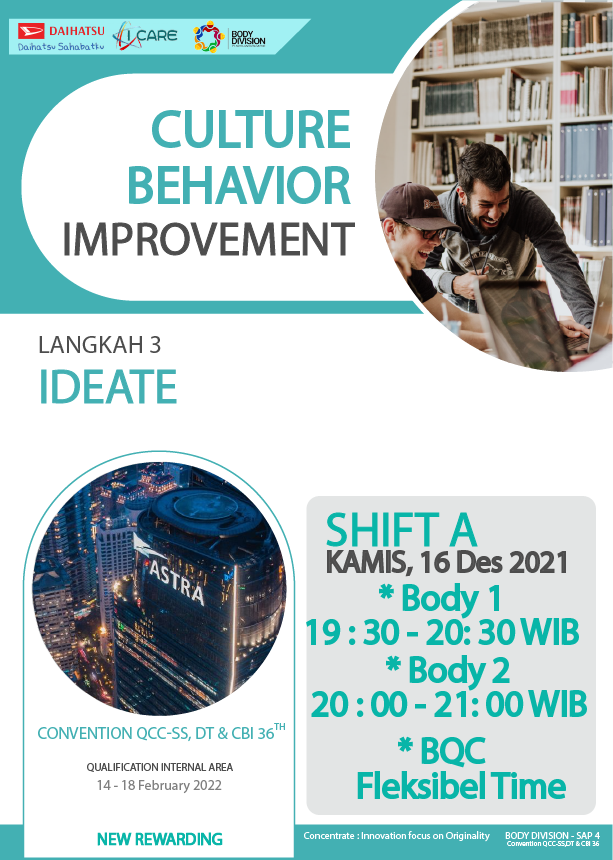 DAIHATSU
Daihatsu Sahabatku
I-CARE
BODY
DIVISION
CULTURE
BEHAVIOR
IMPROVEMENT
LANGKAH 3
IDEATE
ASTRA
CONVENTION QCC-SS, DT & CBI 36TH
QUALIFICATION INTERNAL AREA
14 - 18 February 2022
NEW REWARDING
SHIFT A
KAMIS, 16 Des 2021
* Body 1
19 : 30 - 20: 30 WIB
* Body 2
20 : 00 - 21: 00 WIB
* BQC
Fleksibel Time
Concentrate : Innovation focus on Originality
BODY DIVISION - SAP 4
Convention QCC-SS,DT & CBI 36